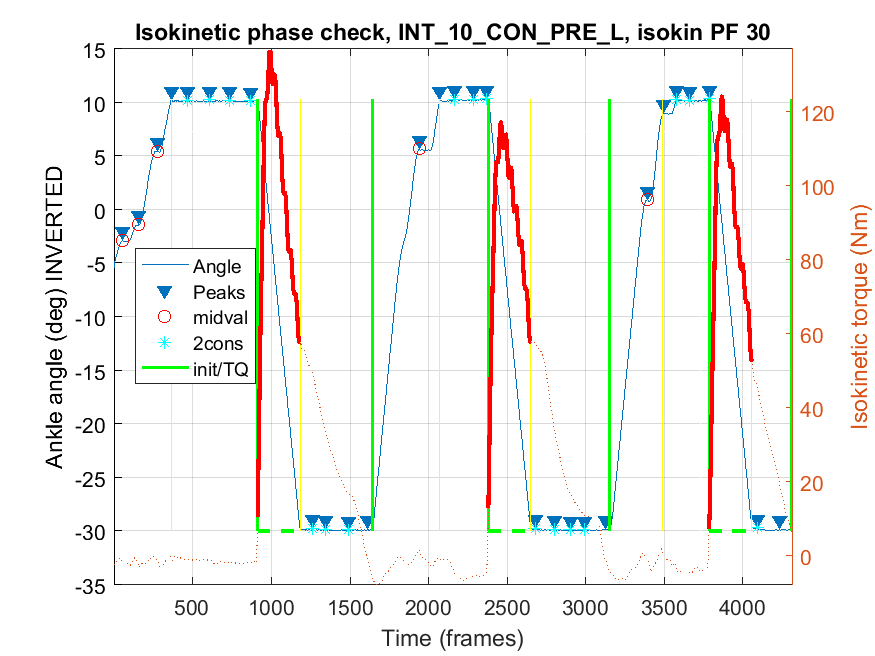 Isokinetic phase check, INT_10_CON_PRE_L, isokin PF 30
Ankle angle (deg) INVERTED
15
10
5
0
-5
-10
-15
-20
-25
-30
-35
Angle
Peaks
midval
2cons
init/TQ
120
100
80
60
40
20
0
Isokinetic torque (Nm)
500
1000
1500
2000
2500
3000
3500
4000
Time (frames)